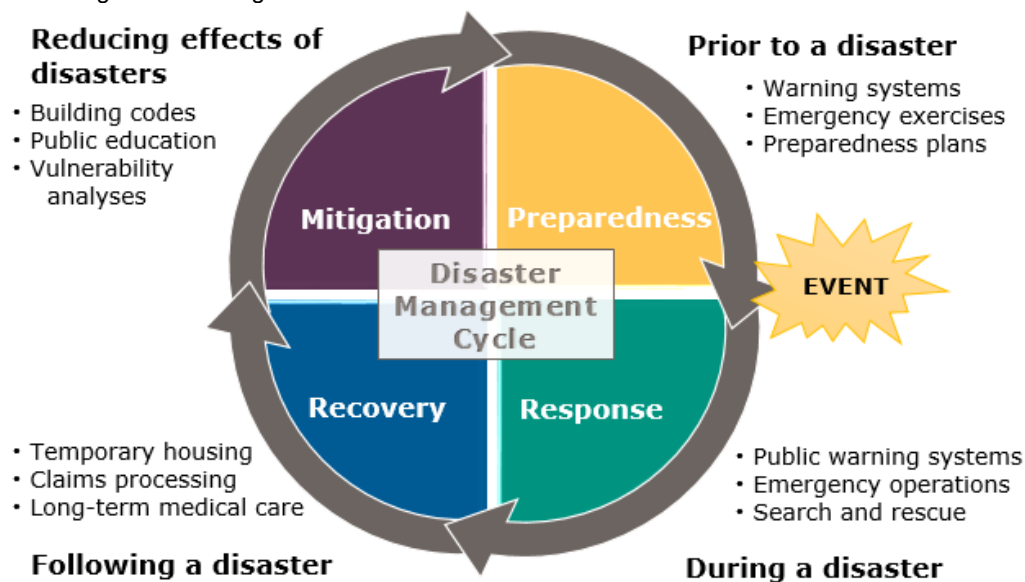 Reducing effects of
disasters
• Building codes
• Public education
• Vulnerability
analyses
Prior to a disaster
• Warning systems
• Emergency exercises
• Preparedness plans
Mitigation
Preparedness
EVENT
Disaster
Management
Cycle
Recovery
Response
• Temporary housing
• Claims processing
• Long-term medical care
Following a disaster
• Public warning systems
• Emergency operations
• Search and rescue
During a disaster